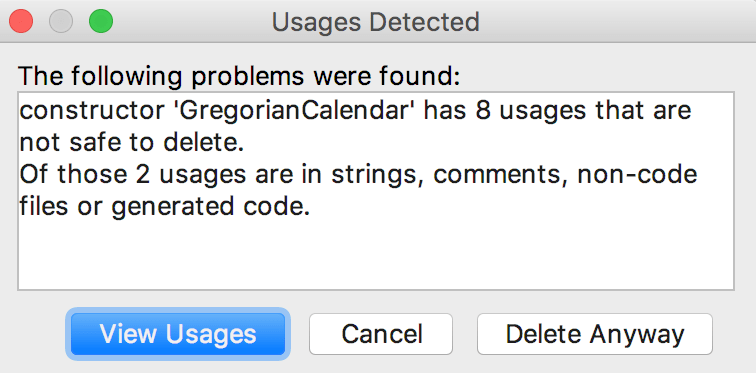 Usages Detected
The following problems were found:
constructor 'GregorianCalendar' has 8 usages that are
not safe to delete.
Of those 2 usages are in strings, comments, non-code
files or generated code.
View Usages
Cancel
Delete Anyway